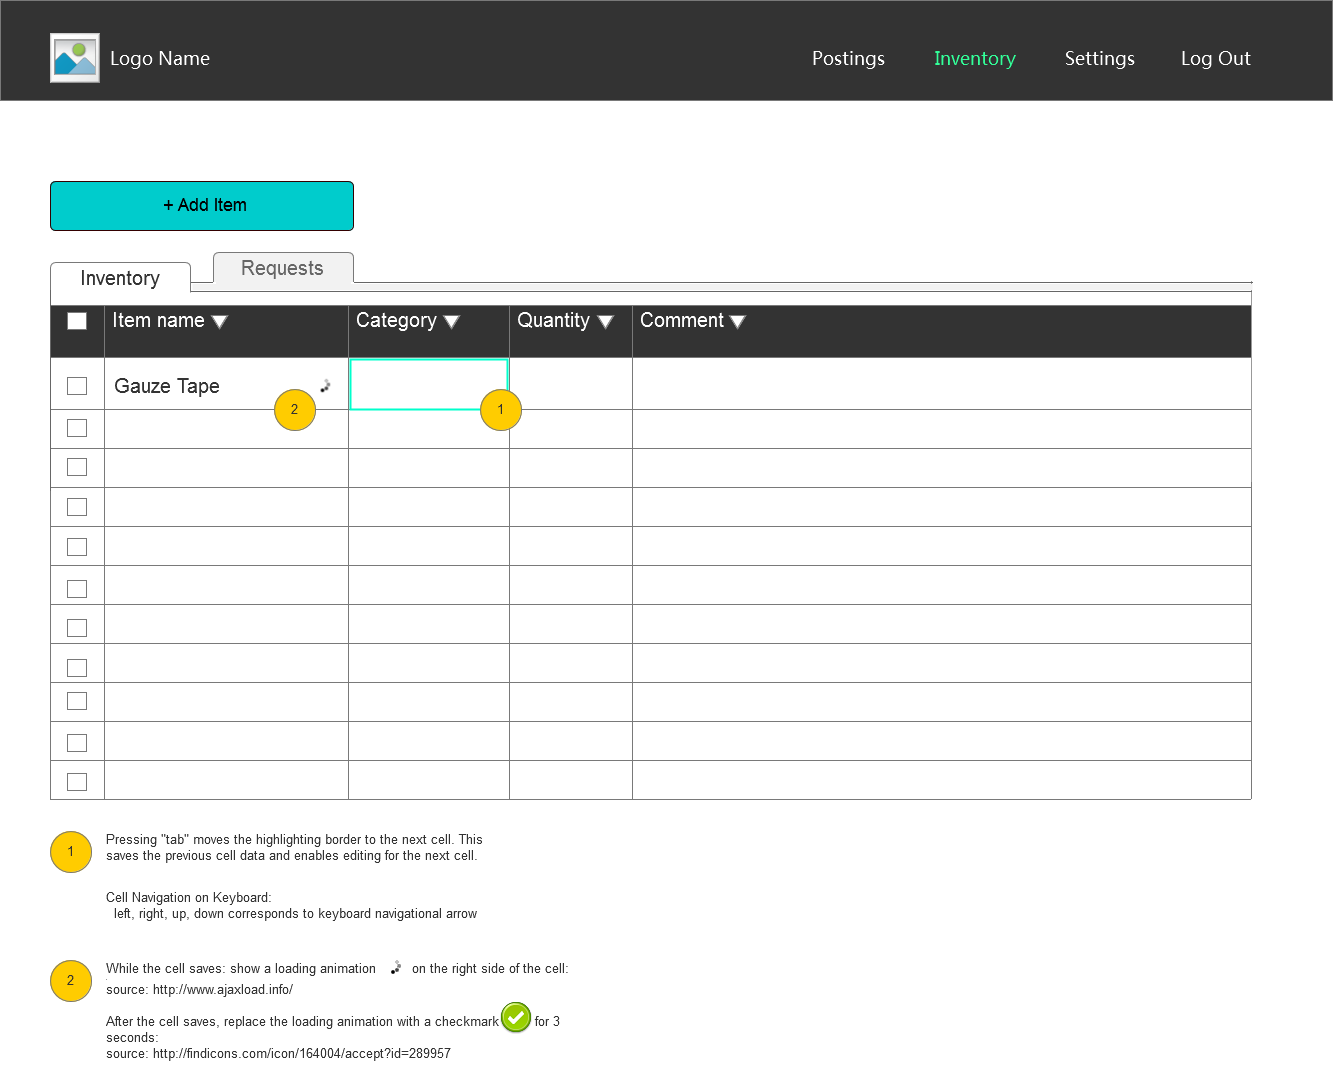 Logo Name
Postings
Inventory
Settings
Log Out
+ Add Item
Inventory
Requests
Item name
Category
Quantity
Comment
Gauze Tape
2
1
1
Pressing "tab" moves the highlighting border to the next cell. This
saves the previous cell data and enables editing for the next cell.
Cell Navigation on Keyboard:
left, right, up, down corresponds to keyboard navigational arrow
2
While the cell saves: show a loading animation on the right side of the cell:
source: http://www.ajaxload.info/
After the cell saves, replace the loading animation with a checkmark for 3
seconds:
source: http://findicons.com/icon/164004/accept?id=289957